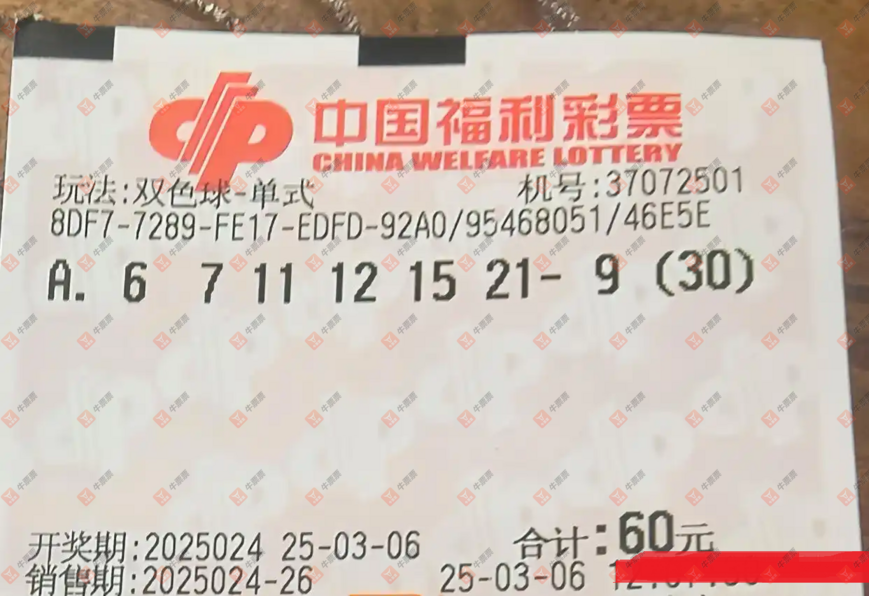 中国福利彩票
CHINA WELFARE LOTTERY
玩法:双色球-单式 机号:37072501
8DF7-7289-FE17-EDFD-92A0/95468051/46E5E
A. 6 7 11 12 15 21- 9 (30)
开奖期:2025024 25-03-06 合计:60元
销售期:2025024-26 25-03-06